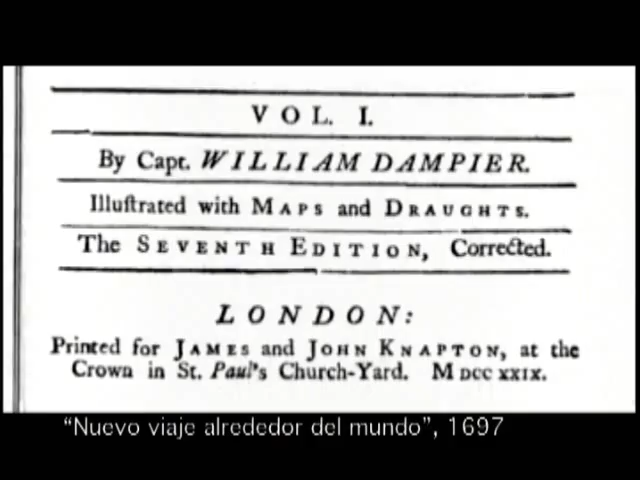 VOL. I.
By Capt. WILLIAM DAMPIER.
Illuſtrated with MAPS and DRAUGHTS.
The SEVENTH EDITION, Corrected.
LONDON:
Printed for JAMES and JOHN KNAPTON, at the
Crown in St. Paul's Church-Yard. MDCCXXIX.
“Nuevo viaje alrededor del mundo”, 1697